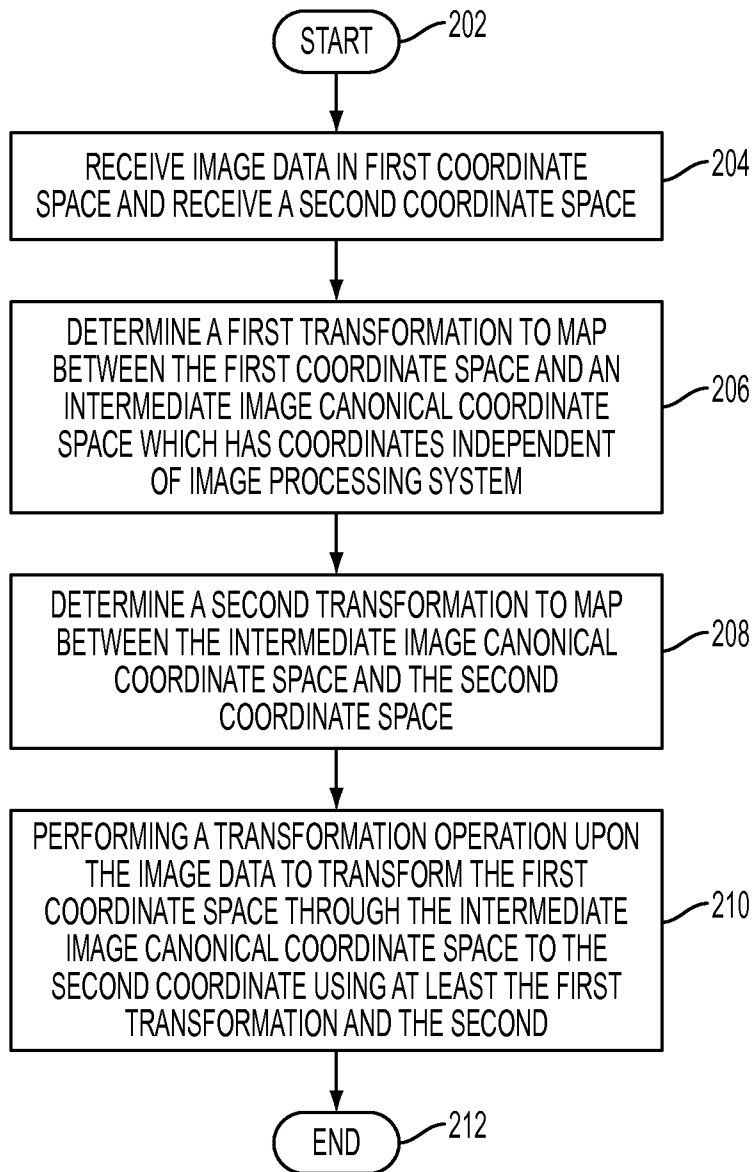 START
202
RECEIVE IMAGE DATA IN FIRST COORDINATE
SPACE AND RECEIVE A SECOND COORDINATE SPACE
204
DETERMINE A FIRST TRANSFORMATION TO MAP
BETWEEN THE FIRST COORDINATE SPACE AND AN
INTERMEDIATE IMAGE CANONICAL COORDINATE
SPACE WHICH HAS COORDINATES INDEPENDENT
OF IMAGE PROCESSING SYSTEM
206
DETERMINE A SECOND TRANSFORMATION TO MAP
BETWEEN THE INTERMEDIATE IMAGE CANONICAL
COORDINATE SPACE AND THE SECOND
COORDINATE SPACE
208
PERFORMING A TRANSFORMATION OPERATION UPON
THE IMAGE DATA TO TRANSFORM THE FIRST
COORDINATE SPACE THROUGH THE INTERMEDIATE
IMAGE CANONICAL COORDINATE SPACE TO THE
SECOND COORDINATE USING AT LEAST THE FIRST
TRANSFORMATION AND THE SECOND
210
END
212